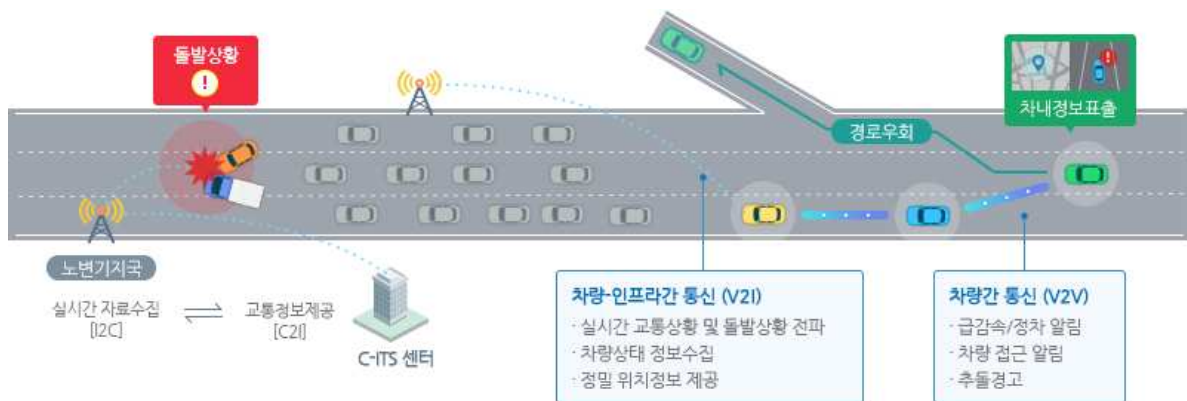 돌발상황
!
차내정보표출
경로우회
노변기지국
실시간 자료수집
[I2C]
교통정보제공
[C2I]
C-ITS 센터
차량-인프라간 통신 (V2I)
· 실시간 교통상황 및 돌발상황 전파
· 차량상태 정보수집
· 정밀 위치정보 제공
차량간 통신 (V2V)
· 급감속/정차 알림
· 차량 접근 알림
· 추돌경고